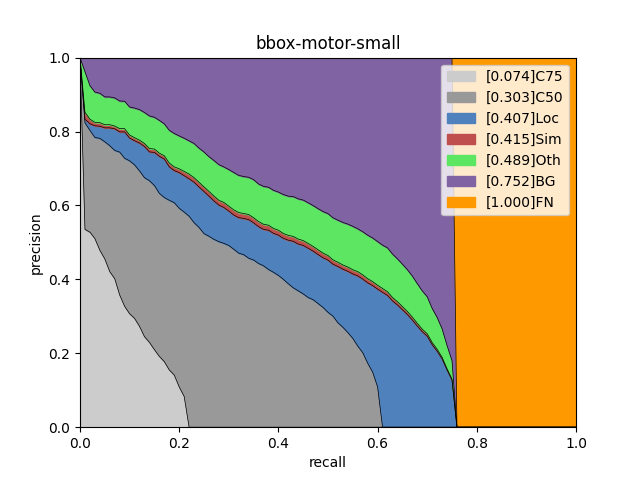 bbox-motor-small
1.0
0.8
0.6
0.4
0.2
0.0
precision
[0.074]C75
[0.303]C50
[0.407]Loc
[0.415]Sim
[0.489]Oth
[0.752]BG
[1.000]FN
0.0 0.2 0.4 0.6 0.8 1.0
recall